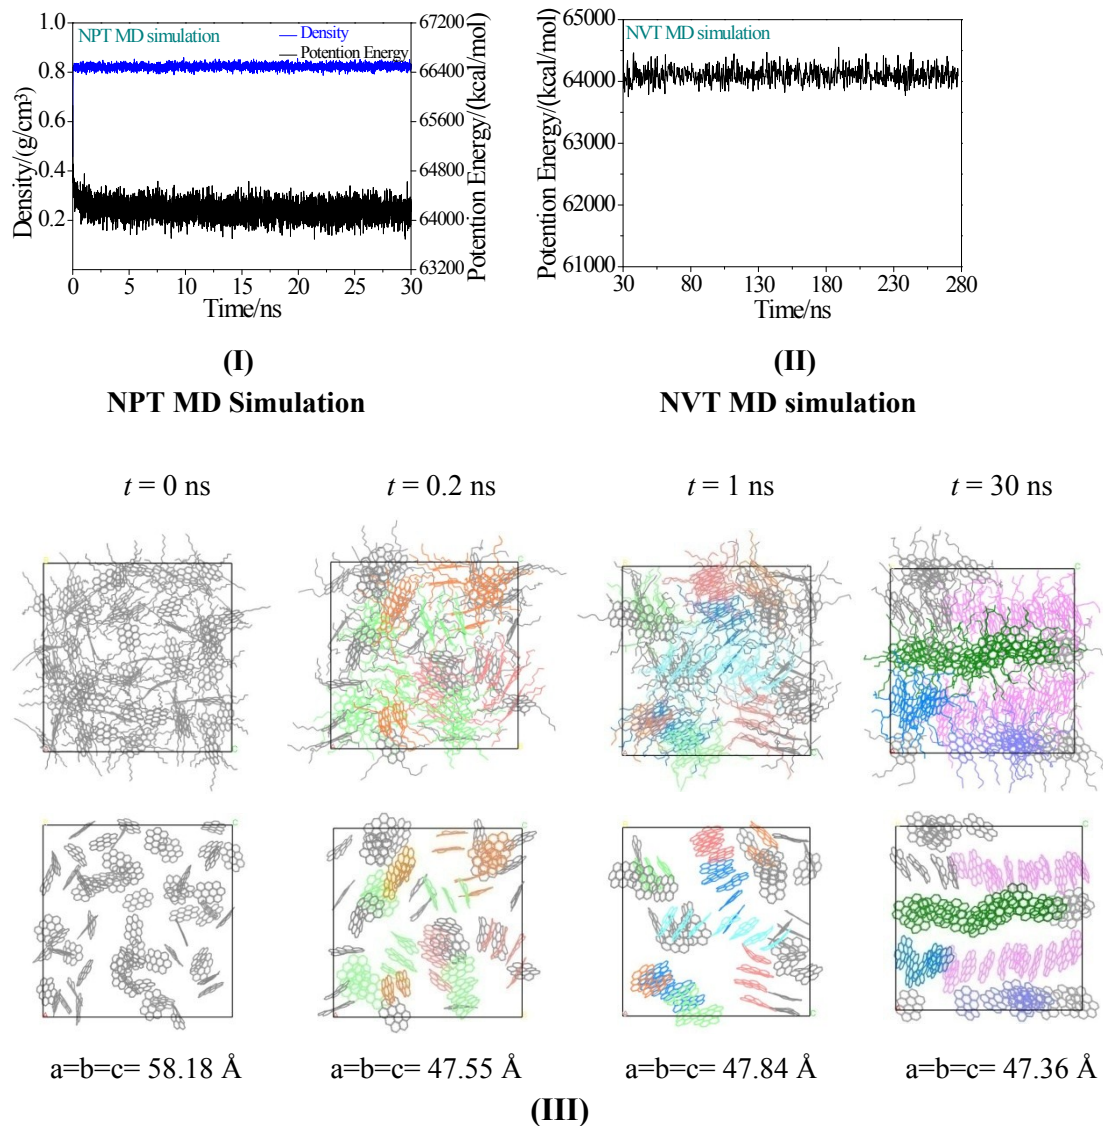 NPT MD simulation
Density
Potention Energy
Density/(g/cm³)
1.0
0.8
0.6
0.4
0.2
67200
66400
65600
64800
64000
63200
Potention Energy/(kcal/mol)
0 5 10 15 20 25 30
Time/ns
(I)
NPT MD Simulation
NVT MD simulation
Potention Energy/(kcal/mol)
65000
64000
63000
62000
61000
30 80 130 180 230 280
Time/ns
(II)
NVT MD simulation
t = 0 ns
t = 0.2 ns
t = 1 ns
t = 30 ns
a=b=c= 58.18 Å
a=b=c= 47.55 Å
a=b=c= 47.84 Å
a=b=c= 47.36 Å
(III)